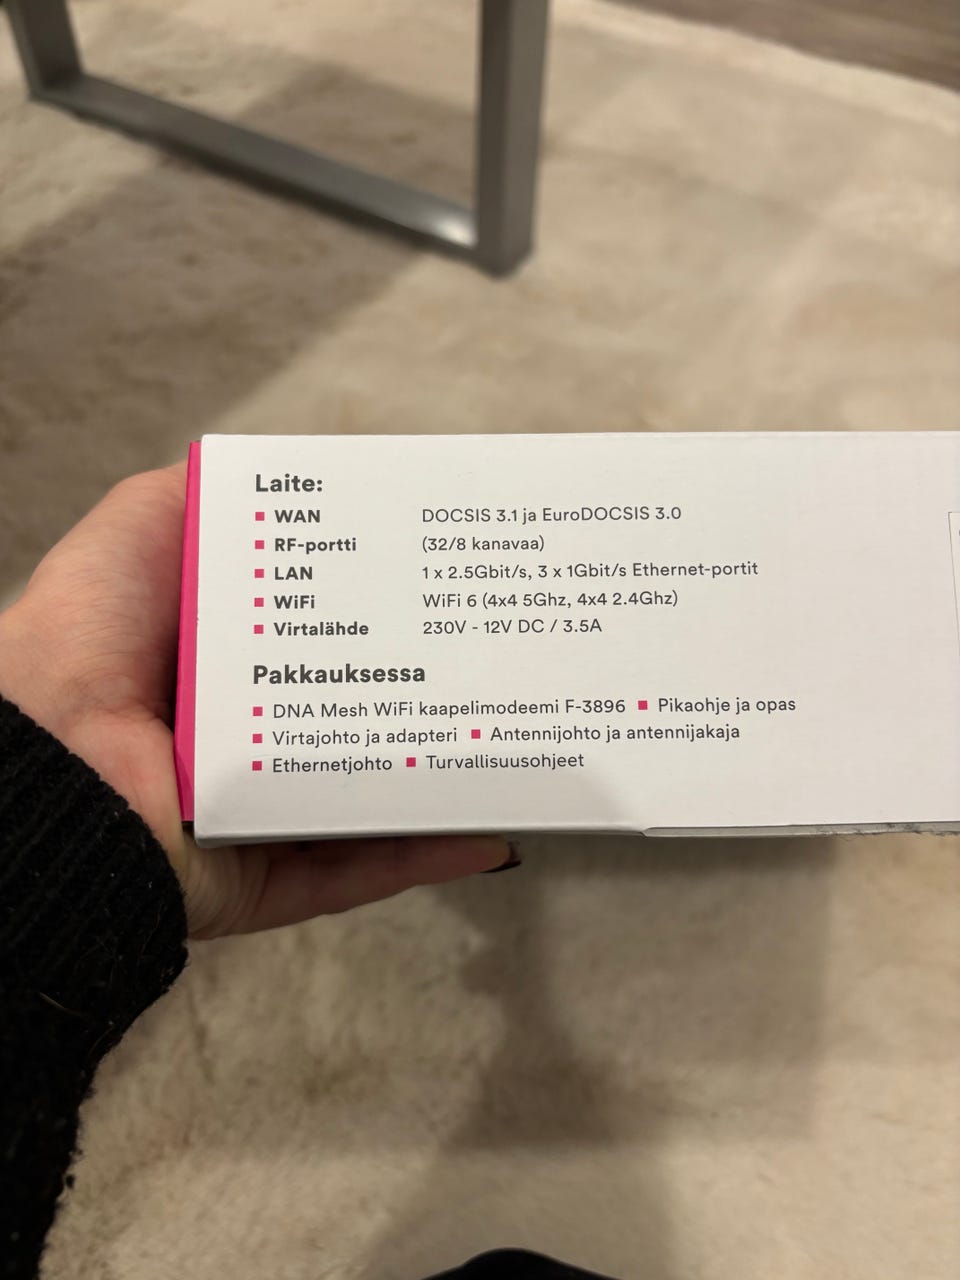 Laite:
WAN DOCSIS 3.1 ja EuroDOCSIS 3.0
RF-portti (32/8 kanavaa)
LAN 1 x 2.5Gbit/s, 3 x 1Gbit/s Ethernet-portit
WiFi WiFi 6 (4x4 5Ghz, 4x4 2.4Ghz)
Virtalähde 230V - 12V DC / 3.5A
Pakkauksessa
DNA Mesh WiFi kaapelimodeemi F-3896 ▪ Pikaohje ja opas
Virtajohto ja adapteri ▪ Antennijohto ja antennijakaja
Ethernetjohto ▪ Turvallisuusohjeet